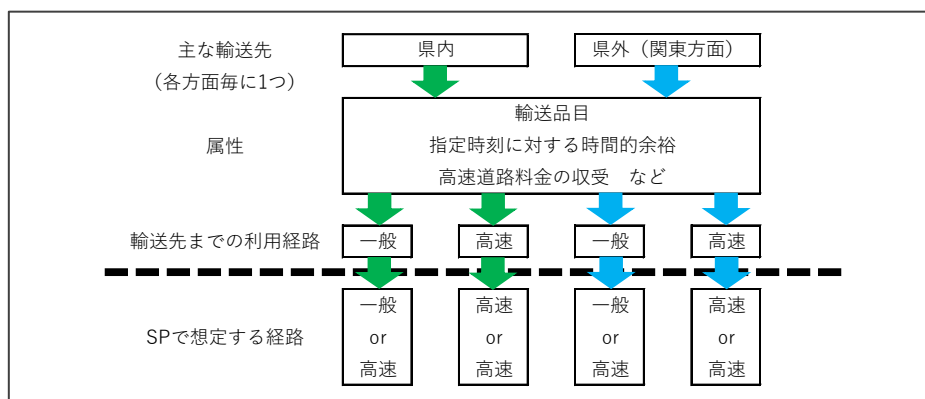 主な輸送先
（各方面毎に1つ）
県内
県外（関東方面）
属性
輸送品目
指定時刻に対する時間的余裕
高速道路料金の収受　など
輸送先までの利用経路
一般
高速
一般
高速
SPで想定する経路
一般
or
高速
高速
or
高速
一般
or
高速
高速
or
高速